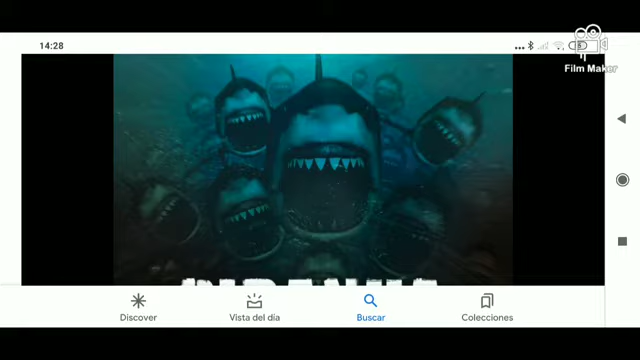 14:28
Film Maker
Discover
Vista del día
Buscar
Colecciones